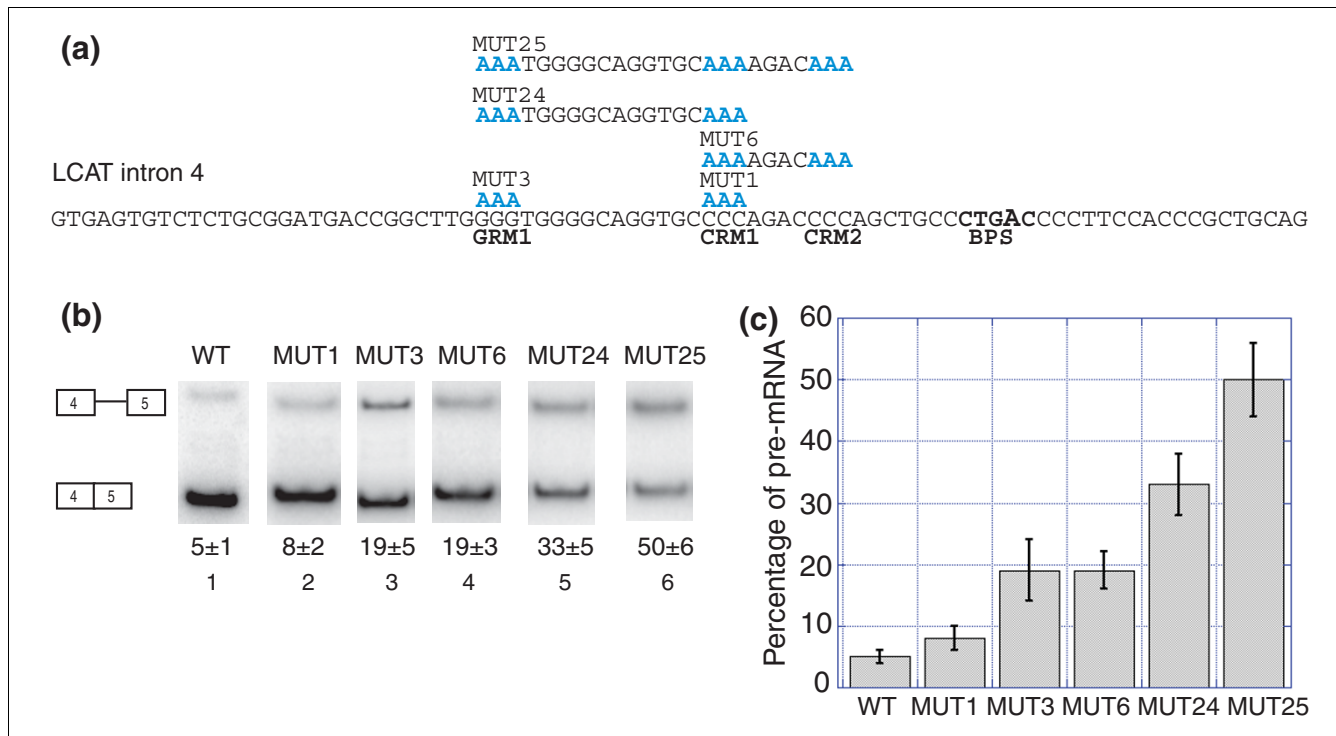 (a)
MUT25
AAATGGGGCAGGTGCAAAAGACAAA
MUT24
AAATGGGGCAGGTGCAAA
MUT6
AAAAGACAAA
LCAT intron 4
MUT3 MUT1
AAA AAA
GTGAGTGTCTCTGCGGATGACCGGCTTGGGGTGGGGCAGGTGCCCCAGACCCCAGCTGCCCTGACCCCTTCCACCCGCTGCAG
GRM1 CRM1 CRM2 BPS
(b)
WT MUT1 MUT3 MUT6 MUT24 MUT25
4 5
4 5
5±1 8±2 19±5 19±3 33±5 50±6
1 2 3 4 5 6
(c)
Percentage of pre-mRNA
60
50
40
30
20
10
0
WT MUT1 MUT3 MUT6 MUT24 MUT25